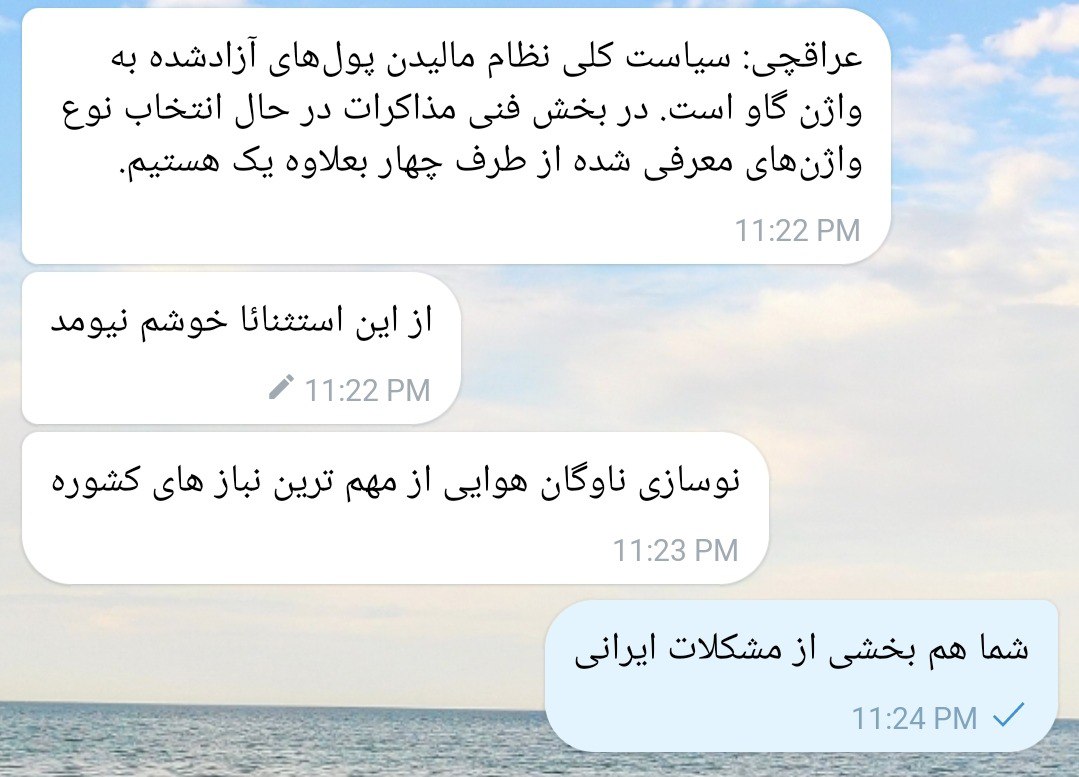 عراقچی: سیاست کلی نظام مالیدن پول‌های آزادشده به
واژن گاو است. در بخش فنی مذاکرات در حال انتخاب نوع
واژن‌های معرفی شده از طرف چهار بعلاوه یک هستیم.
11:22 PM
از این استثنائا خوشم نیومد
11:22 PM
نوسازی ناوگان هوایی از مهم ترین نباز های کشوره
11:23 PM
شما هم بخشی از مشکلات ایرانی
11:24 PM